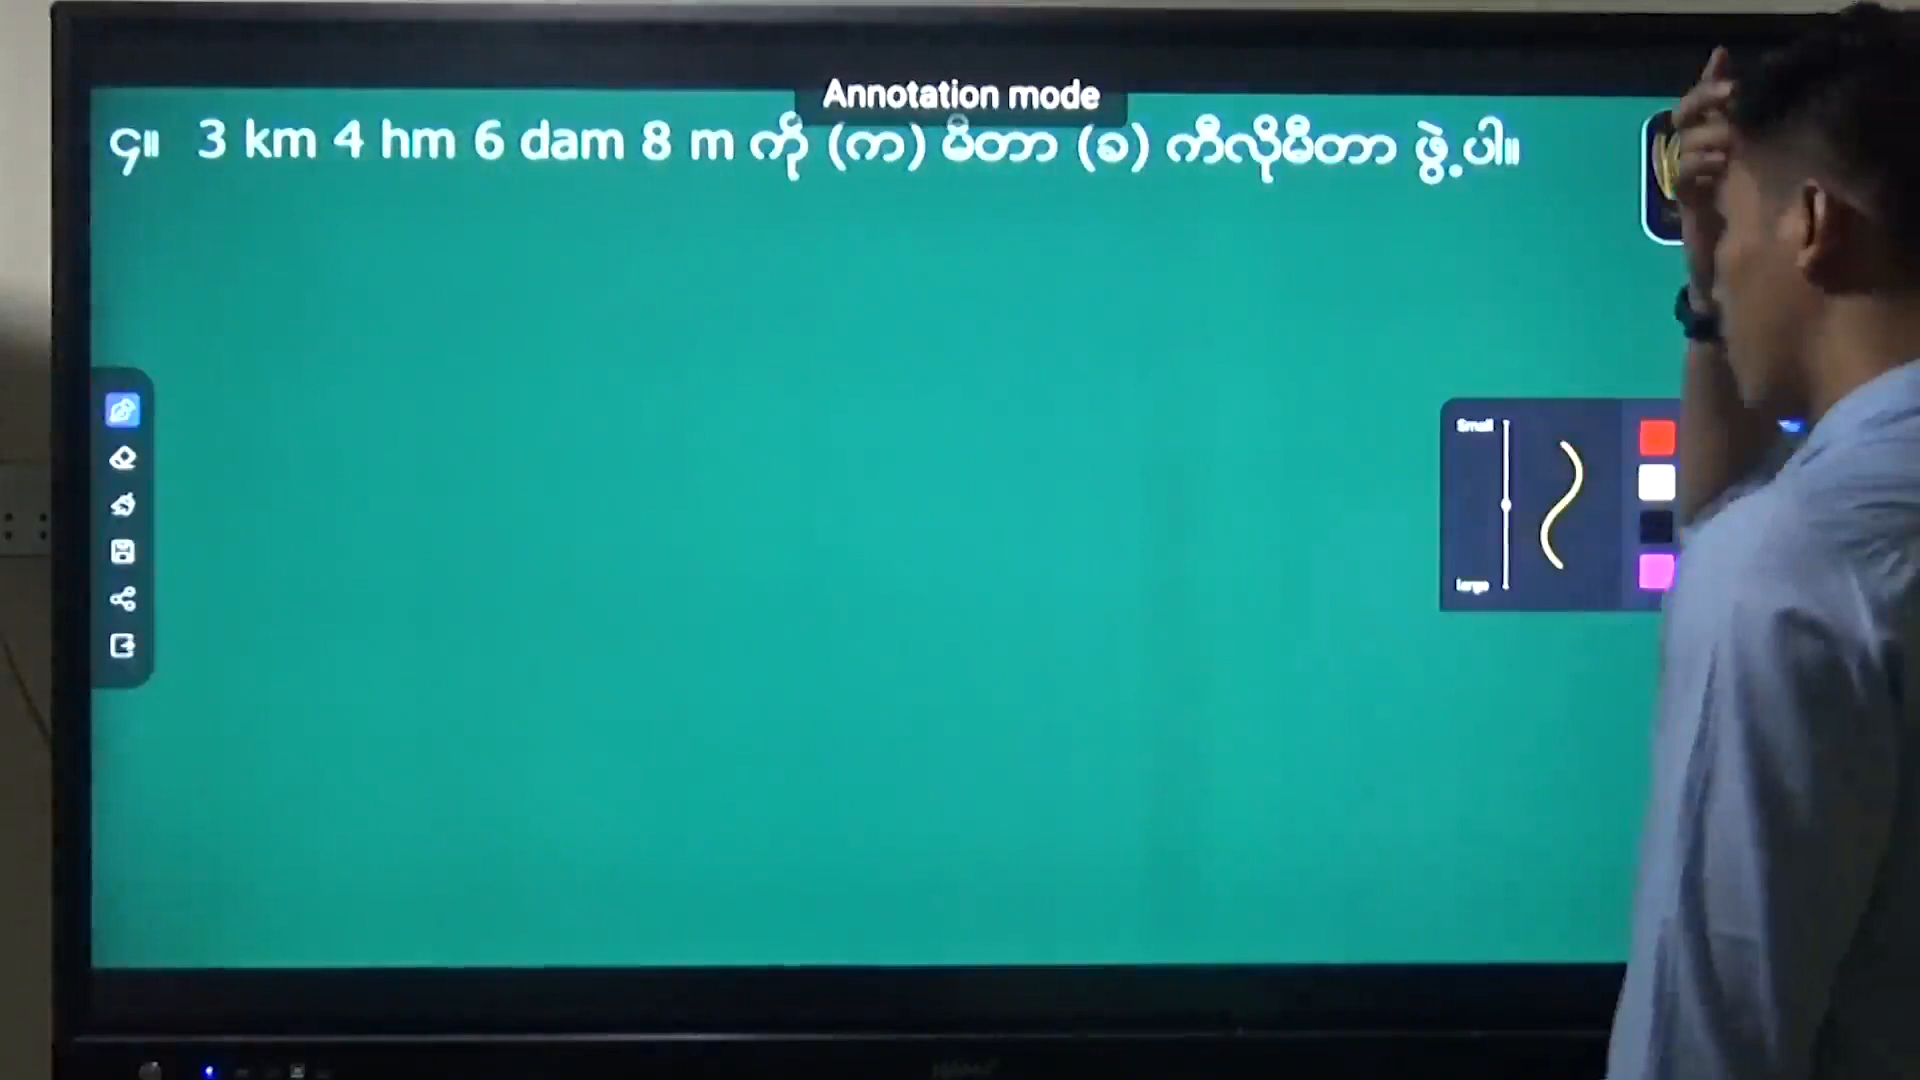 Annotation mode
၄။ 3 km 4 hm 6 dam 8 m ကို (က) မီတာ (ခ) ကီလိုမီတာ ဖွဲ့ပါ။
Small
large